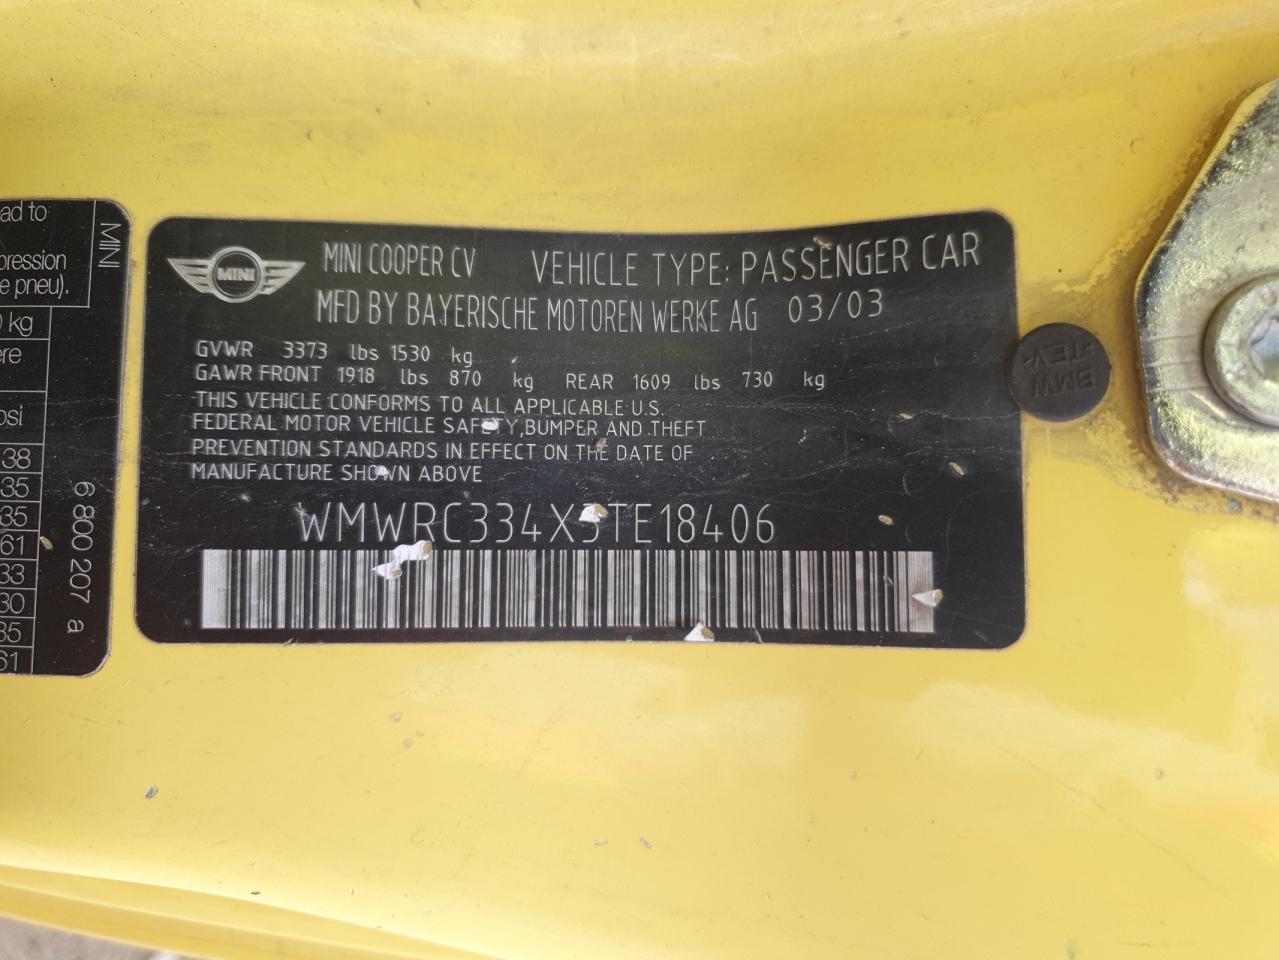 ad to
pression
e pneu).
MINI
0 kg
ere
osi
38
35
35
61
33
30
35
61
6 800 207 a
MINI
MINI COOPER CV VEHICLE TYPE: PASSENGER CAR
MFD BY BAYERISCHE MOTOREN WERKE AG 03/03
GVWR 3373 lbs 1530 kg
GAWR FRONT 1918 lbs 870 kg REAR 1609 lbs 730 kg
THIS VEHICLE CONFORMS TO ALL APPLICABLE U.S.
FEDERAL MOTOR VEHICLE SAFETY,BUMPER AND THEFT
PREVENTION STANDARDS IN EFFECT ON THE DATE OF
MANUFACTURE SHOWN ABOVE
WMWRC334X3TE18406
BMW
>EV<